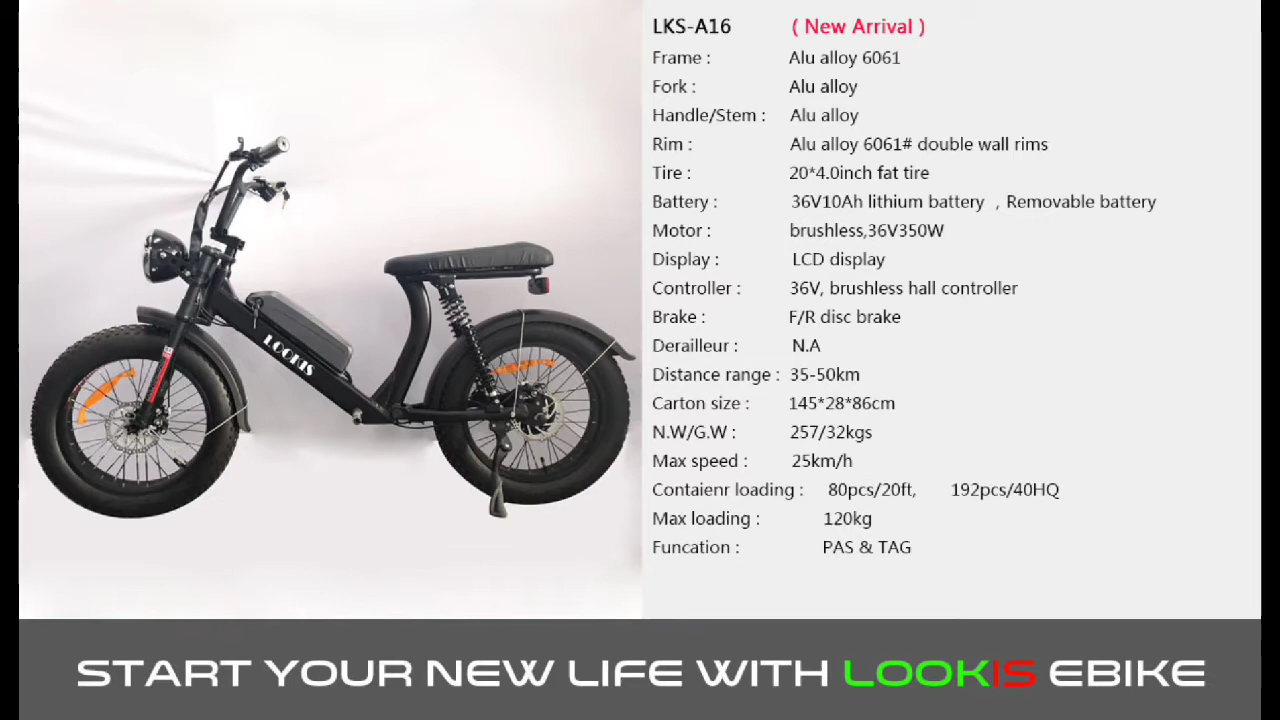 LKS-A16 ( New Arrival )
Frame : Alu alloy 6061
Fork : Alu alloy
Handle/Stem : Alu alloy
Rim : Alu alloy 6061# double wall rims
Tire : 20*4.0inch fat tire
Battery : 36V10Ah lithium battery , Removable battery
Motor : brushless,36V350W
Display : LCD display
Controller : 36V, brushless hall controller
Brake : F/R disc brake
Derailleur : N.A
Distance range : 35-50km
Carton size : 145*28*86cm
N.W/G.W : 257/32kgs
Max speed : 25km/h
Contaienr loading : 80pcs/20ft, 192pcs/40HQ
Max loading : 120kg
Funcation : PAS & TAG
LOOKIS
START YOUR NEW LIFE WITH LOOKIS EBIKE